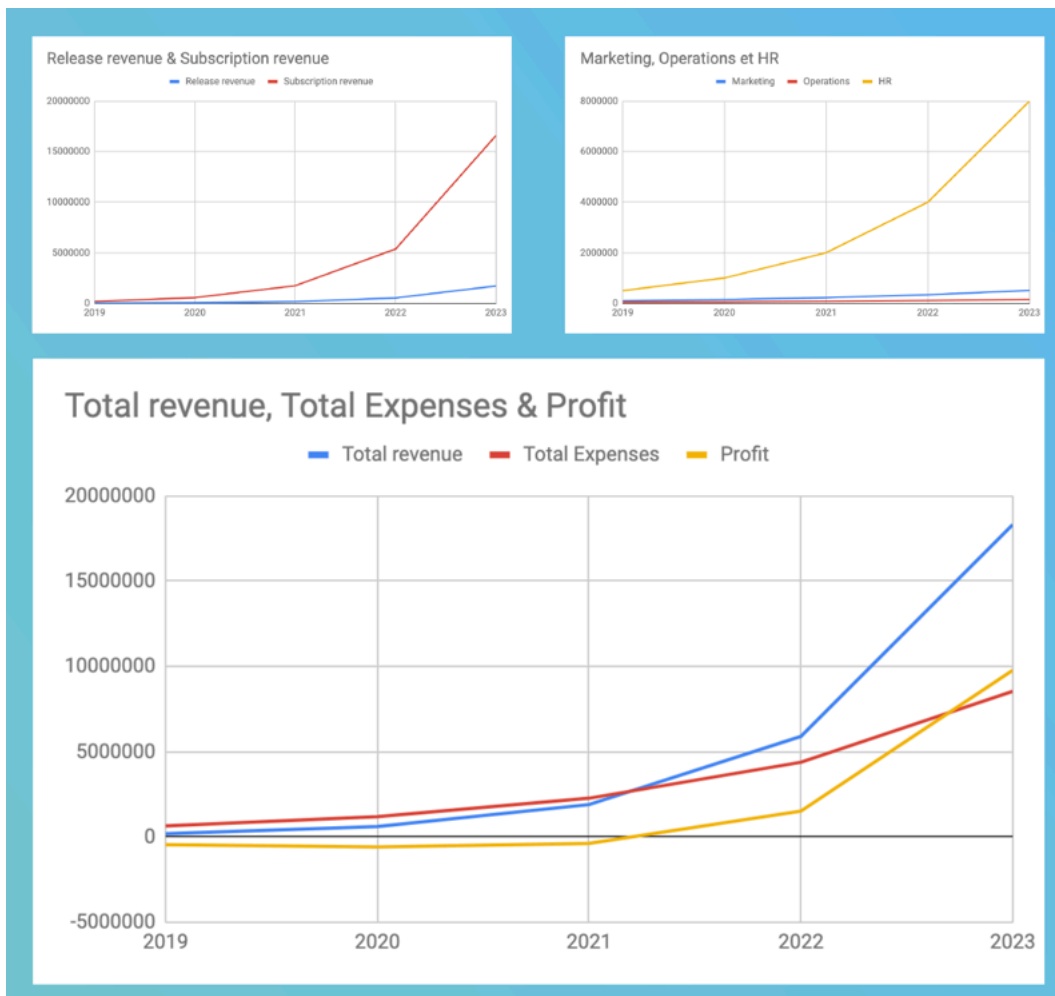 Release revenue & Subscription revenue
Release revenue Subscription revenue
20000000
15000000
10000000
5000000
0
2019 2020 2021 2022 2023
Marketing, Operations et HR
Marketing Operations HR
8000000
6000000
4000000
2000000
0
2019 2020 2021 2022 2023
Total revenue, Total Expenses & Profit
Total revenue Total Expenses Profit
20000000
15000000
10000000
5000000
0
-5000000
2019 2020 2021 2022 2023